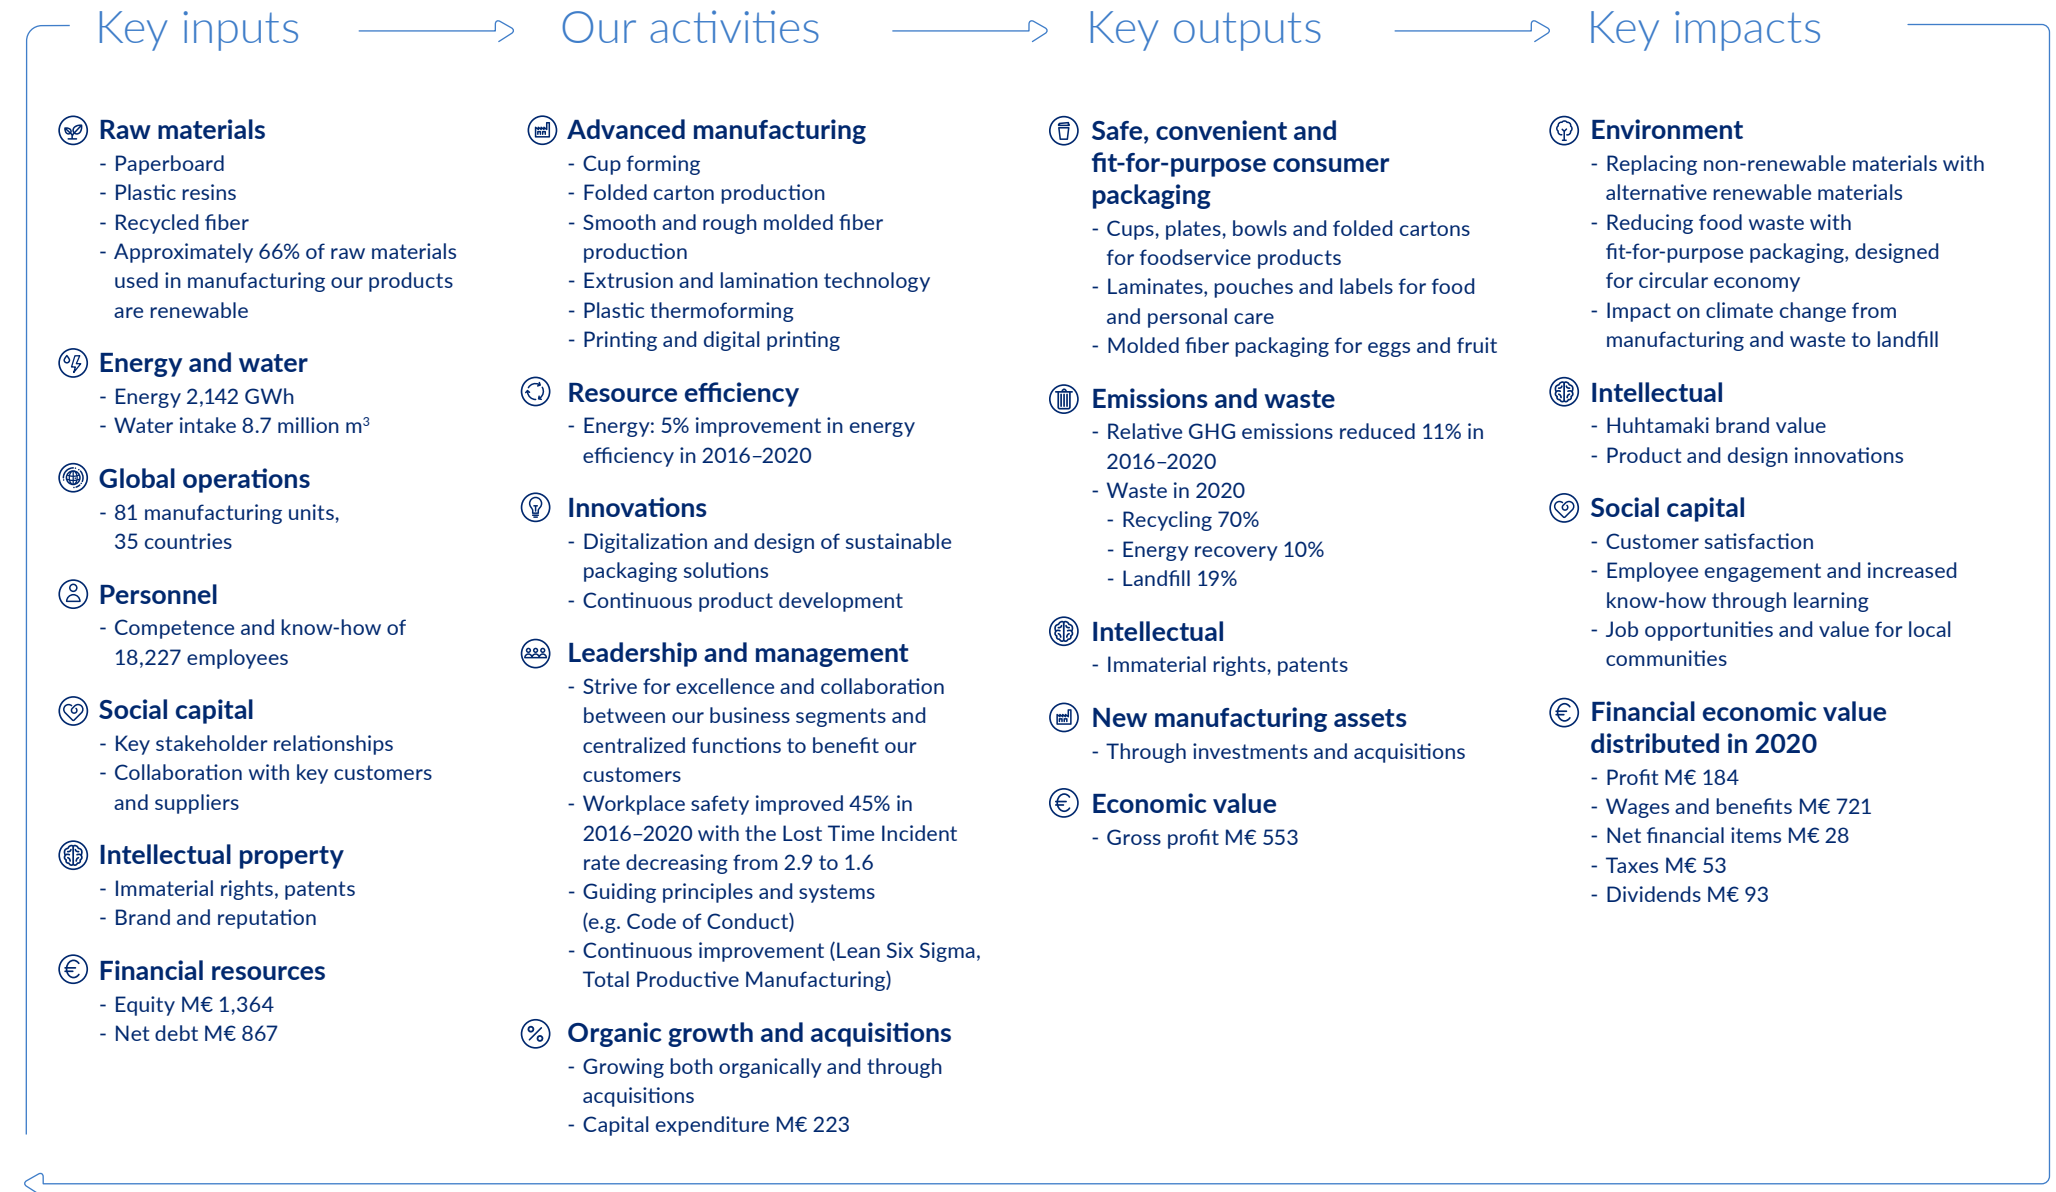 Key inputs
Raw materials
- Paperboard
- Plastic resins
- Recycled fiber
- Approximately 66% of raw materials
used in manufacturing our products
are renewable
Energy and water
- Energy 2,142 GWh
- Water intake 8.7 million m³
Global operations
- 81 manufacturing units,
35 countries
Personnel
- Competence and know-how of
18,227 employees
Social capital
- Key stakeholder relationships
- Collaboration with key customers
and suppliers
Intellectual property
- Immaterial rights, patents
- Brand and reputation
Financial resources
- Equity M€ 1,364
- Net debt M€ 867
Our activities
Advanced manufacturing
- Cup forming
- Folded carton production
- Smooth and rough molded fiber
production
- Extrusion and lamination technology
- Plastic thermoforming
- Printing and digital printing
Resource efficiency
- Energy: 5% improvement in energy
efficiency in 2016–2020
Innovations
- Digitalization and design of sustainable
packaging solutions
- Continuous product development
Leadership and management
- Strive for excellence and collaboration
between our business segments and
centralized functions to benefit our
customers
- Workplace safety improved 45% in
2016–2020 with the Lost Time Incident
rate decreasing from 2.9 to 1.6
- Guiding principles and systems
(e.g. Code of Conduct)
- Continuous improvement (Lean Six Sigma,
Total Productive Manufacturing)
Organic growth and acquisitions
- Growing both organically and through
acquisitions
- Capital expenditure M€ 223
Key outputs
Safe, convenient and
fit-for-purpose consumer
packaging
- Cups, plates, bowls and folded cartons
for foodservice products
- Laminates, pouches and labels for food
and personal care
- Molded fiber packaging for eggs and fruit
Emissions and waste
- Relative GHG emissions reduced 11% in
2016–2020
- Waste in 2020
- Recycling 70%
- Energy recovery 10%
- Landfill 19%
Intellectual
- Immaterial rights, patents
New manufacturing assets
- Through investments and acquisitions
Economic value
- Gross profit M€ 553
Key impacts
Environment
- Replacing non-renewable materials with
alternative renewable materials
- Reducing food waste with
fit-for-purpose packaging, designed
for circular economy
- Impact on climate change from
manufacturing and waste to landfill
Intellectual
- Huhtamaki brand value
- Product and design innovations
Social capital
- Customer satisfaction
- Employee engagement and increased
know-how through learning
- Job opportunities and value for local
communities
Financial economic value
distributed in 2020
- Profit M€ 184
- Wages and benefits M€ 721
- Net financial items M€ 28
- Taxes M€ 53
- Dividends M€ 93